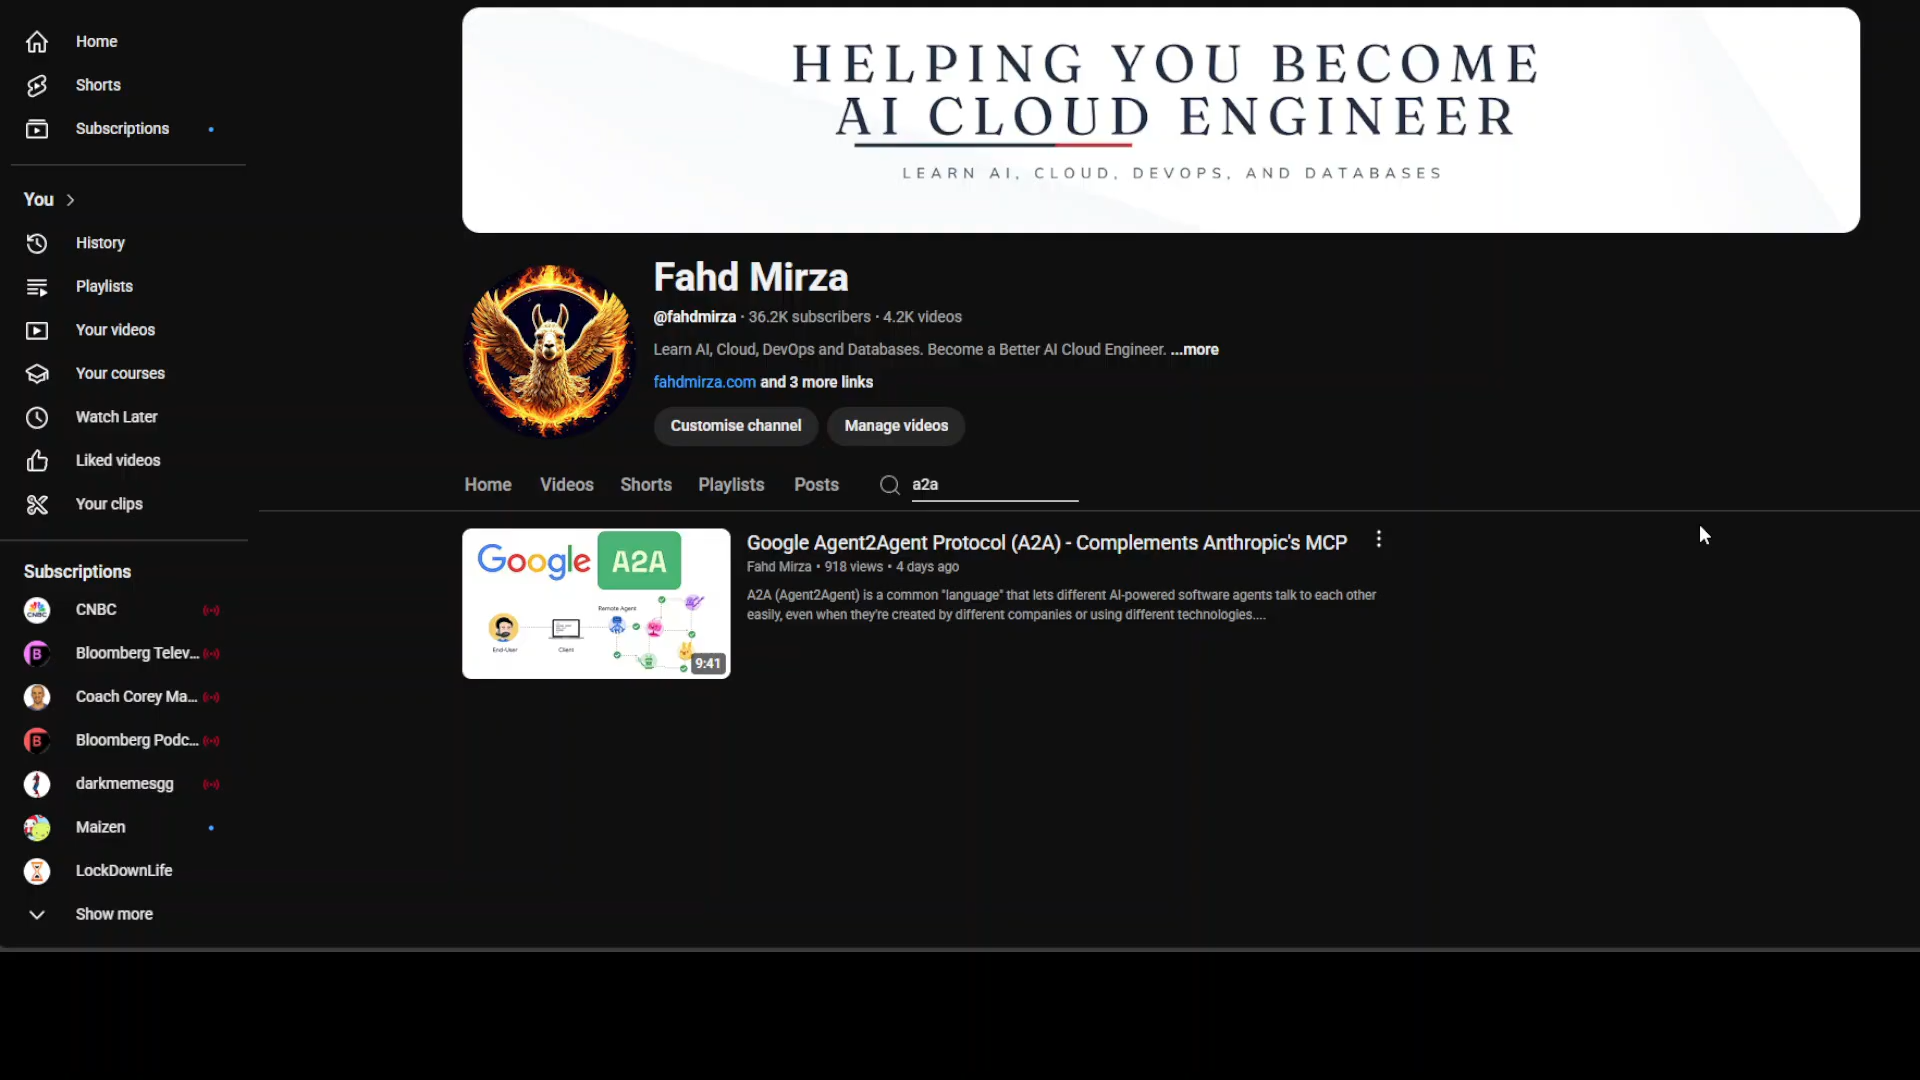 Home
Shorts
Subscriptions
You
History
Playlists
Your videos
Your courses
Watch Later
Liked videos
Your clips
Subscriptions
CNBC
Bloomberg Telev...
Coach Corey Ma...
Bloomberg Podc...
darkmemesgg
Maizen
LockDownLife
Show more
HELPING YOU BECOME
AI CLOUD ENGINEER
LEARN AI, CLOUD, DEVOPS, AND DATABASES
Fahd Mirza
@fahdmirza · 36.2K subscribers · 4.2K videos
Learn AI, Cloud, DevOps and Databases. Become a Better AI Cloud Engineer. ...more
fahdmirza.com and 3 more links
Customise channel Manage videos
Home Videos Shorts Playlists Posts a2a
Google A2A
Remote Agent
End-User Client
9:41
Google Agent2Agent Protocol (A2A) - Complements Anthropic's MCP
Fahd Mirza • 918 views • 4 days ago
A2A (Agent2Agent) is a common "language" that lets different AI-powered software agents talk to each other
easily, even when they're created by different companies or using different technologies....